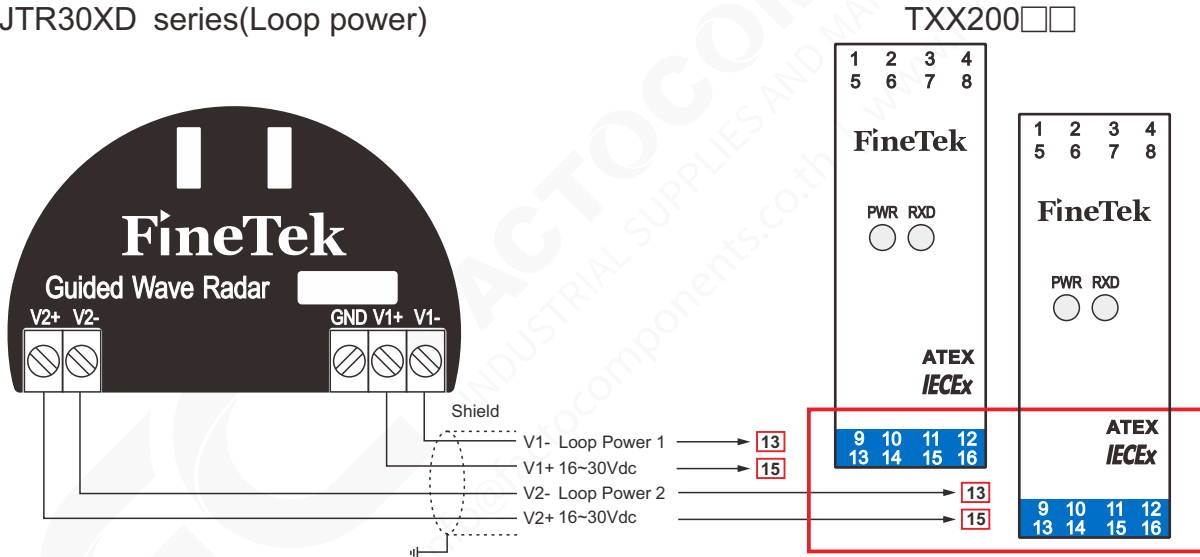 JTR30XD series(Loop power)
TXX200□□
1 2 3 4
5 6 7 8
FineTek
PWR RXD
ATEX
IECEx
9 10 11 12
13 14 15 16
1 2 3 4
5 6 7 8
FineTek
PWR RXD
ATEX
IECEx
9 10 11 12
13 14 15 16
FineTek
Guided Wave Radar
V2+ V2- GND V1+ V1-
Shield
V1- Loop Power 1 13
V1+ 16~30Vdc 15
V2- Loop Power 2 13
V2+ 16~30Vdc 15